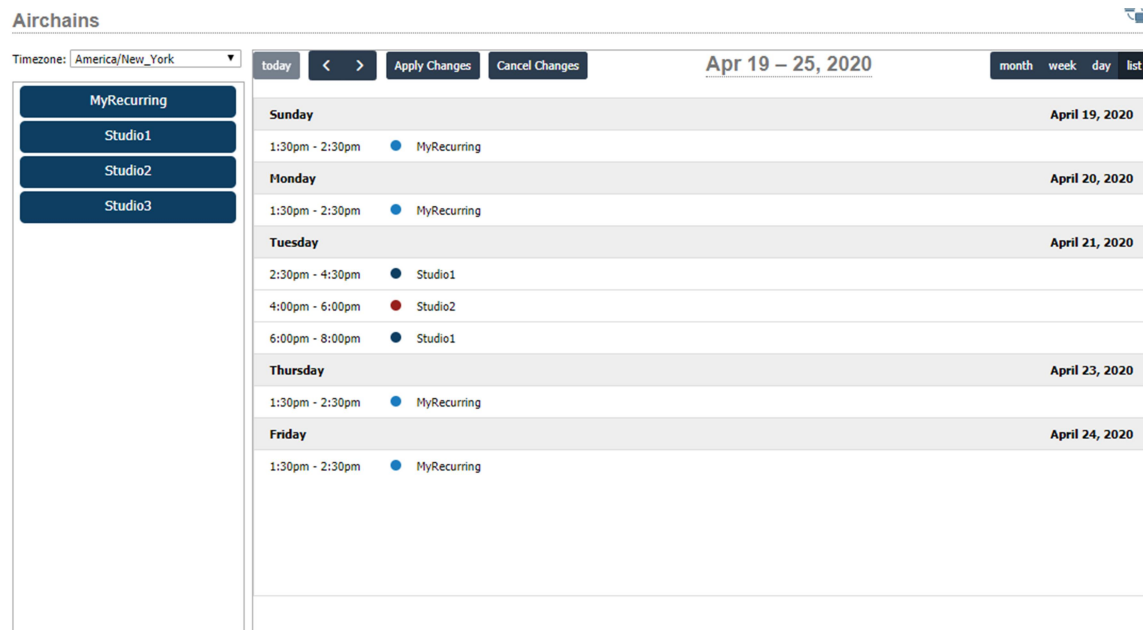 Airchains
Timezone: America/New_York
today Apply Changes Cancel Changes Apr 19 – 25, 2020 month week day list
MyRecurring
Studio1
Studio2
Studio3
Sunday April 19, 2020
1:30pm - 2:30pm MyRecurring
Monday April 20, 2020
1:30pm - 2:30pm MyRecurring
Tuesday April 21, 2020
2:30pm - 4:30pm Studio1
4:00pm - 6:00pm Studio2
6:00pm - 8:00pm Studio1
Thursday April 23, 2020
1:30pm - 2:30pm MyRecurring
Friday April 24, 2020
1:30pm - 2:30pm MyRecurring